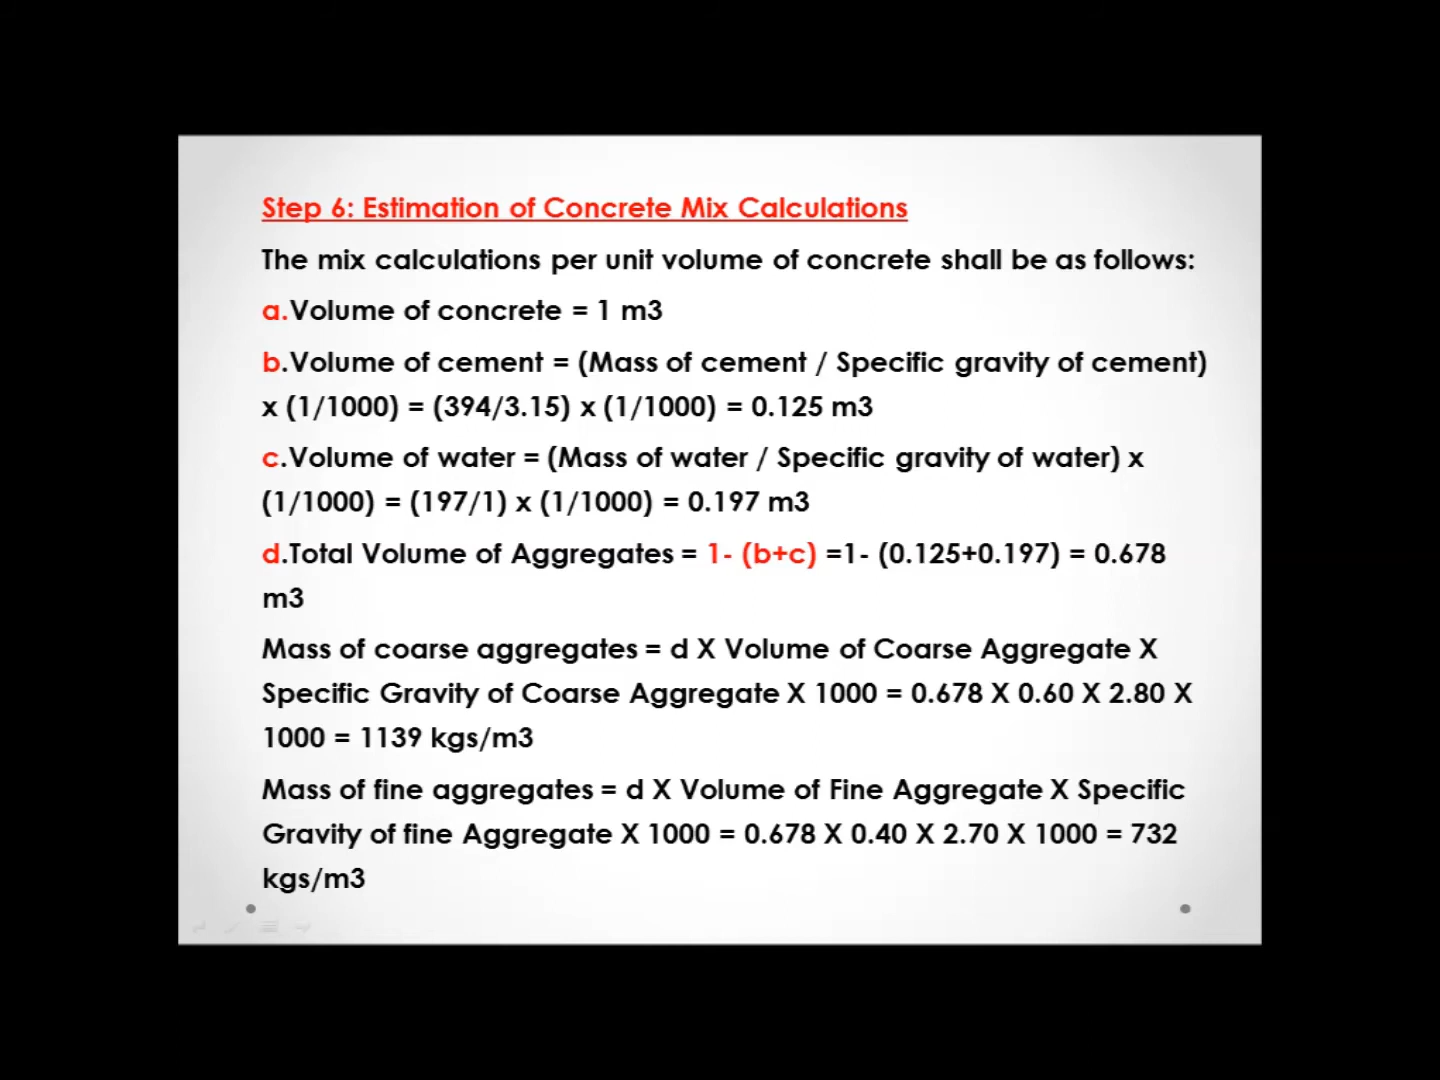 Step 6: Estimation of Concrete Mix Calculations
The mix calculations per unit volume of concrete shall be as follows:
a.Volume of concrete = 1 m3
b.Volume of cement = (Mass of cement / Specific gravity of cement)
x (1/1000) = (394/3.15) x (1/1000) = 0.125 m3
c.Volume of water = (Mass of water / Specific gravity of water) x
(1/1000) = (197/1) x (1/1000) = 0.197 m3
d.Total Volume of Aggregates = 1- (b+c) =1- (0.125+0.197) = 0.678
m3
Mass of coarse aggregates = d X Volume of Coarse Aggregate X
Specific Gravity of Coarse Aggregate X 1000 = 0.678 X 0.60 X 2.80 X
1000 = 1139 kgs/m3
Mass of fine aggregates = d X Volume of Fine Aggregate X Specific
Gravity of fine Aggregate X 1000 = 0.678 X 0.40 X 2.70 X 1000 = 732
kgs/m3